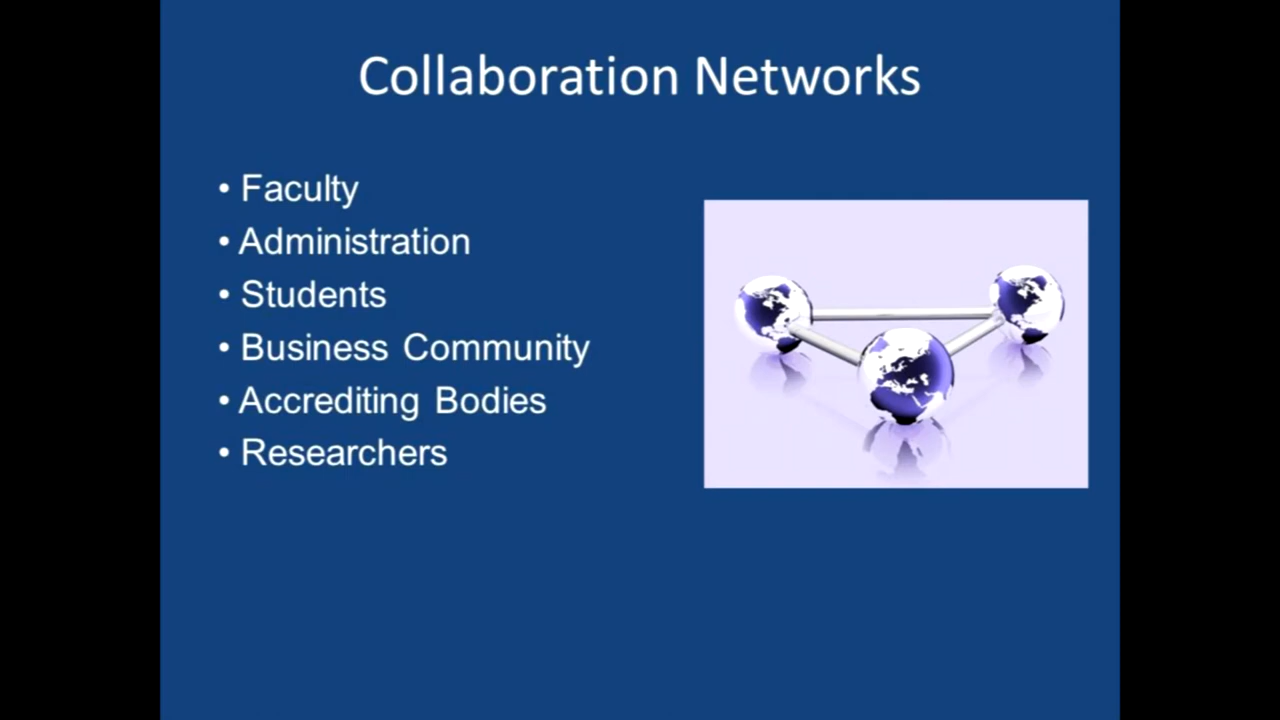 Collaboration Networks
• Faculty
• Administration
• Students
• Business Community
• Accrediting Bodies
• Researchers